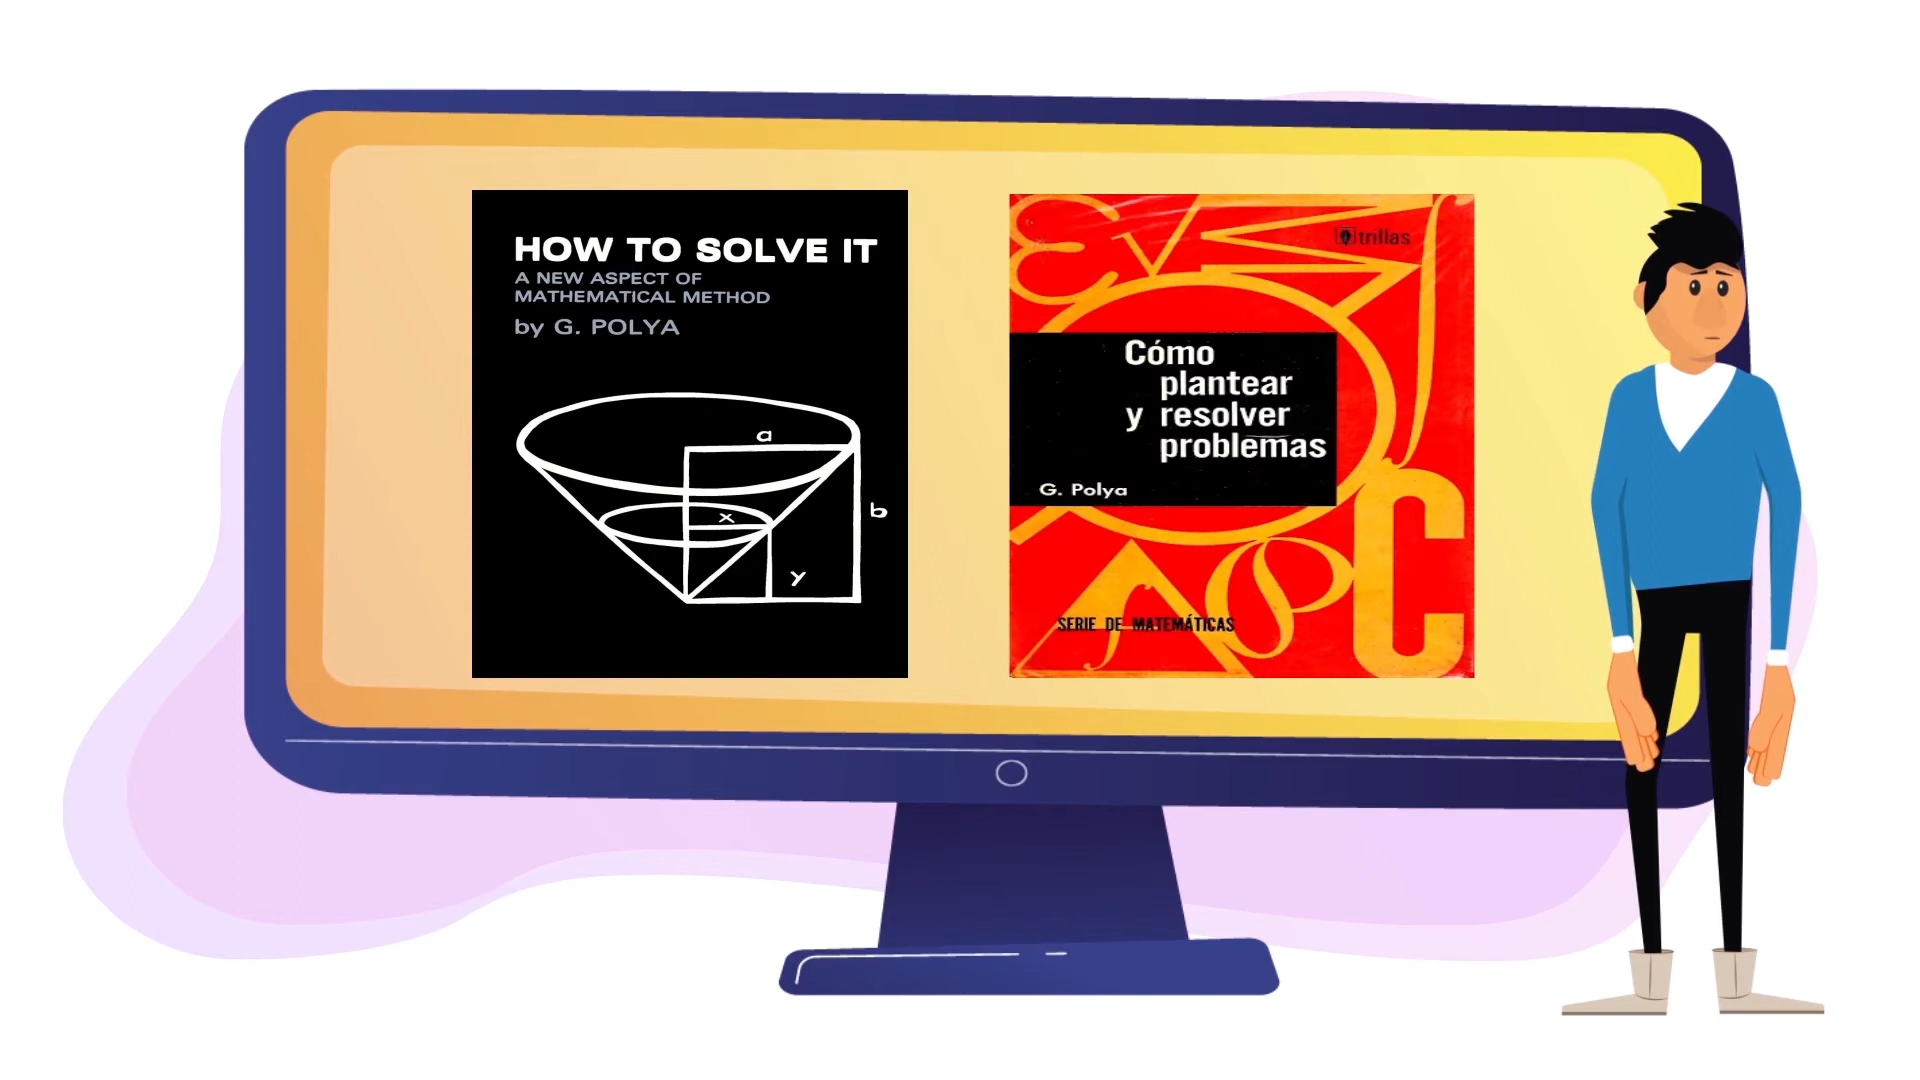 HOW TO SOLVE IT
A NEW ASPECT OF
MATHEMATICAL METHOD
by G. POLYA
a
x
b
y
trillas
Cómo
plantear
y resolver
problemas
G. Polya
SERIE DE MATEMÁTICAS